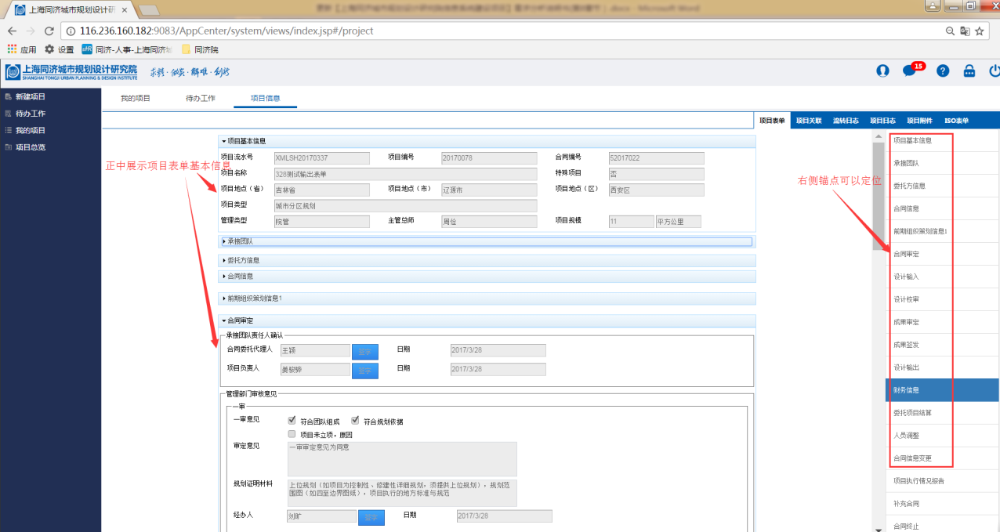 上海同济城市规划设计研
116.236.160.182:9083/AppCenter/system/views/index.jsp#/project
应用 设置 同济-人事-上海同济城 同济院
上海同济城市规划设计研究院
SHANGHAI TONGJI URBAN PLANNING & DESIGN INSTITUTE
15
新建项目
待办工作
我的项目
项目总览
我的项目 待办工作 项目信息
项目表单 项目关联 流转日志 项目日志 项目附件 ISO表单
项目基本信息
项目流水号 XMLSH20170337 项目编号 20170078 合同编号 52017022
正中展示项目表单基本信息
项目名称 328测试输出表单 特殊项目 否
项目地点（省） 吉林省 项目地点（市） 辽源市 项目地点（区） 西安区
项目类型 城市分区规划
管理类型 院管 主管总师 周俭 项目规模 11 平方公里
承接团队
委托方信息
合同信息
前期组织策划信息1
合同审定
承接团队责任人确认
合同委托代理人 王颖 签字 日期 2017/3/28
项目负责人 姜骏骅 签字 日期 2017/3/28
管理部门审核意见
一审
一审意见 符合团队组成 符合规划依据
项目未立项，原因
审定意见 一审审定意见为同意
规划证明材料 上位规划（如项目为控制性、修建性详细规划，须提供上位规划），规划范
围图（如四至边界图纸），项目执行的地方标准与规范
经办人 刘旷 签字 日期 2017/3/28
右侧锚点可以定位
项目基本信息
承接团队
委托方信息
合同信息
前期组织策划信息1
合同审定
设计输入
设计校审
成果审定
成果签发
设计输出
财务信息
委托项目结算
人员调整
合同信息变更
项目执行情况报告
补充合同
合同终止